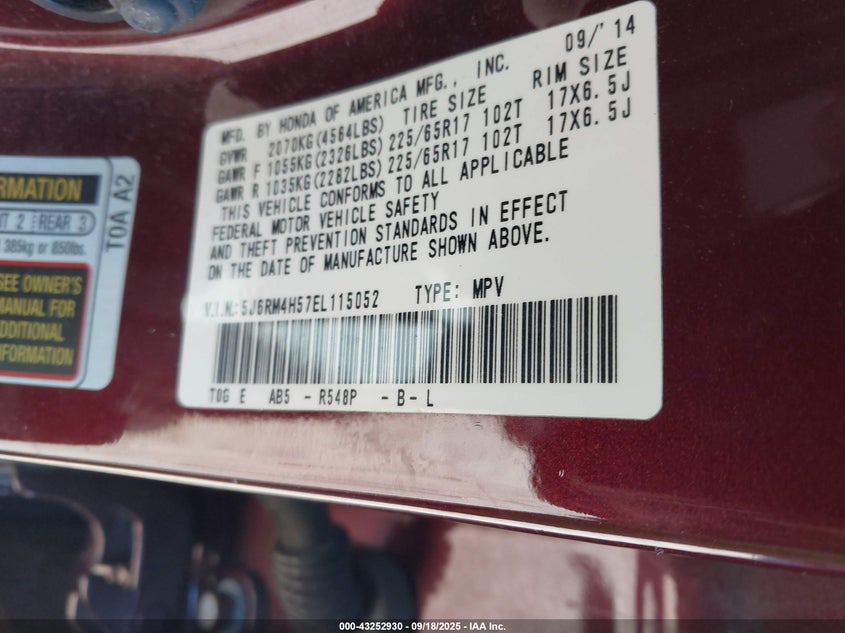 MFD. BY HONDA OF AMERICA MFG., INC. 09/'14
GVWR 2070KG(4564LBS) TIRE SIZE RIM SIZE
GAWR F 1055KG(2326LBS) 225/65R17 102T 17X6.5J
GAWR R 1035KG(2282LBS) 225/65R17 102T 17X6.5J
THIS VEHICLE CONFORMS TO ALL APPLICABLE
FEDERAL MOTOR VEHICLE SAFETY
AND THEFT PREVENTION STANDARDS IN EFFECT
ON THE DATE OF MANUFACTURE SHOWN ABOVE.
V.I.N.:5J6RM4H57EL115052 TYPE: MPV
T0G E AB5 - R548P - B - L
RMATION
2 REAR 3
385kg or 850lbs.
SEE OWNER'S
MANUAL FOR
ADDITIONAL
INFORMATION
T0A A2
000-43252930 - 09/18/2025 - IAA Inc.